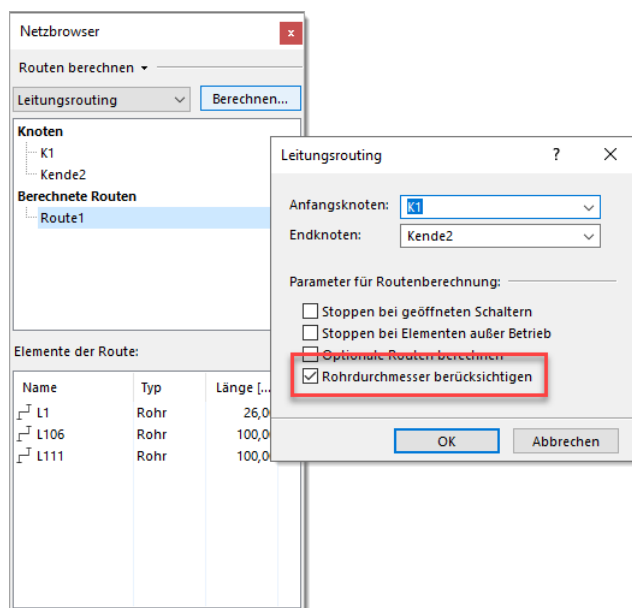 Netzbrowser
x
Routen berechnen
Leitungsrouting
Berechnen...
Knoten
K1
Kende2
Berechnete Routen
Route1
Elemente der Route:
Name Typ Länge [...
L1 Rohr 26,0
L106 Rohr 100,0
L111 Rohr 100,0
Leitungsrouting ?
Anfangsknoten: K1
Endknoten: Kende2
Parameter für Routenberechnung:
Stoppen bei geöffneten Schaltern
Stoppen bei Elementen außer Betrieb
Optionale Routen berechnen
Rohrdurchmesser berücksichtigen
OK Abbrechen